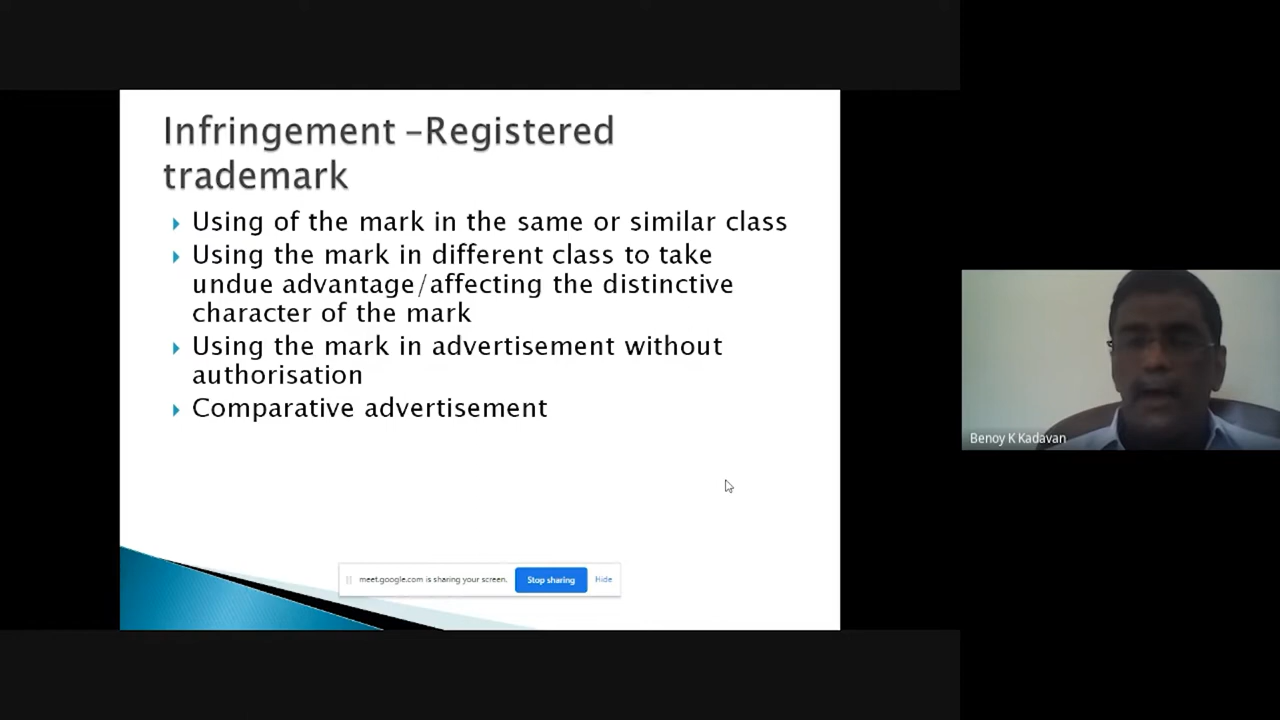 Infringement –Registered
trademark
Using of the mark in the same or similar class
Using the mark in different class to take
undue advantage/affecting the distinctive
character of the mark
Using the mark in advertisement without
authorisation
Comparative advertisement
meet.google.com is sharing your screen.
Stop sharing
Hide
Benoy K Kadavan